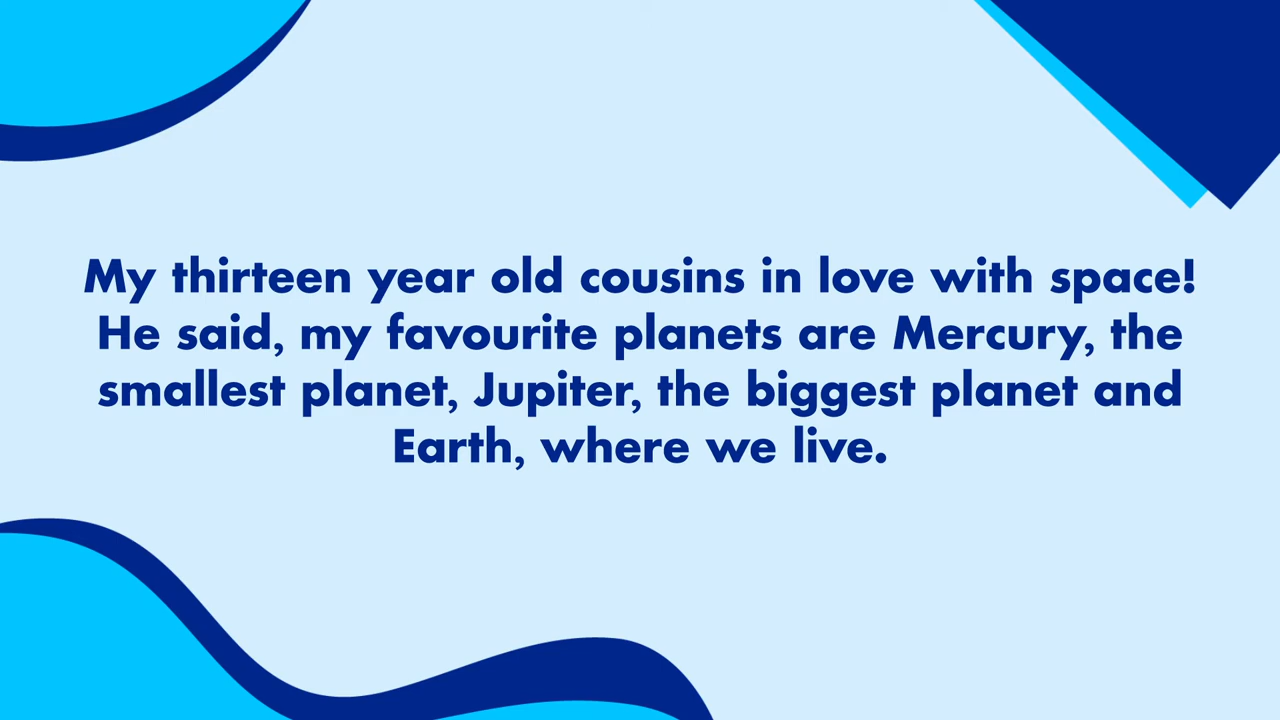 My thirteen year old cousins in love with space!
He said, my favourite planets are Mercury, the
smallest planet, Jupiter, the biggest planet and
Earth, where we live.